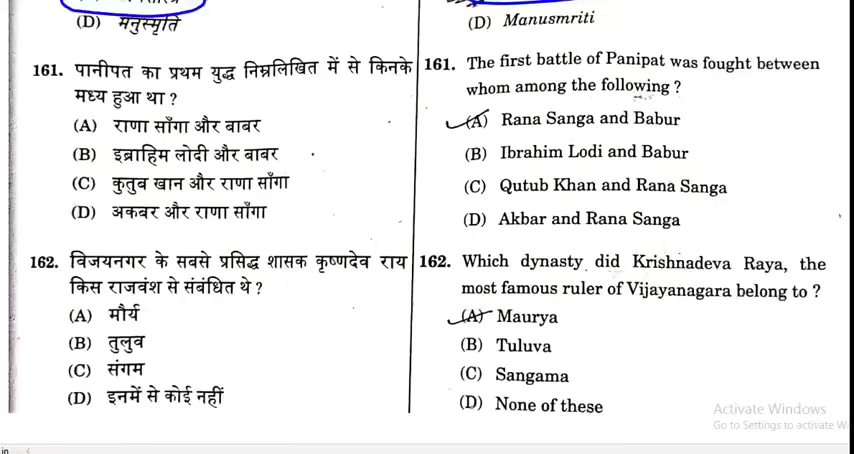 (D) मनुस्मृति
161. पानीपत का प्रथम युद्ध निम्नलिखित में से किनके
मध्य हुआ था ?
(A) राणा साँगा और बाबर
(B) इब्राहिम लोदी और बाबर
(C) कुतुब खान और राणा साँगा
(D) अकबर और राणा साँगा
162. विजयनगर के सबसे प्रसिद्ध शासक कृष्णदेव राय
किस राजवंश से संबंधित थे ?
(A) मौर्य
(B) तुलुव
(C) संगम
(D) इनमें से कोई नहीं
(D) Manusmriti
161. The first battle of Panipat was fought between
whom among the following ?
(A) Rana Sanga and Babur
(B) Ibrahim Lodi and Babur
(C) Qutub Khan and Rana Sanga
(D) Akbar and Rana Sanga
162. Which dynasty did Krishnadeva Raya, the
most famous ruler of Vijayanagara belong to ?
(A) Maurya
(B) Tuluva
(C) Sangama
(D) None of these
Activate Windows
Go to Settings to activate W
in